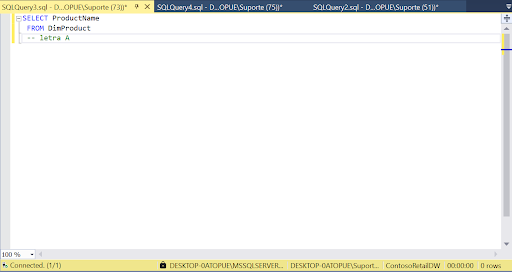 SQLQuery3.sql - D...OPUE\Suporte (73))* SQLQuery4.sql - D...OPUE\Suporte (75))* SQLQuery2.sql - D...OPUE\Suporte (51))*
SELECT ProductName
FROM DimProduct
-- letra A
100 %
Connected. (1/1) DESKTOP-0ATOPUE\MSSQLSERVER... DESKTOP-0ATOPUE\Suport... ContosoRetailDW 00:00:00 0 rows